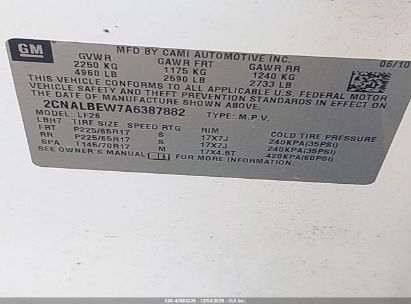 GM
MFD BY CAMI AUTOMOTIVE INC.
06/10
GVWR GAWR FRT GAWR RR
2250 KG 1175 KG 1240 KG
4960 LB 2590 LB 2733 LB
THIS VEHICLE CONFORMS TO ALL APPLICABLE U.S. FEDERAL MOTOR
VEHICLE SAFETY AND THEFT PREVENTION STANDARDS IN EFFECT ON
THE DATE OF MANUFACTURE SHOWN ABOVE.
2CNALBEW7A6387882 TYPE: M.P.V.
MODEL: LF26
LBH7 TIRE SIZE SPEED RTG RIM COLD TIRE PRESSURE
FRT P225/65R17 S 17X7J 240KPA(35PSI)
RR P225/65R17 S 17X7J 240KPA(35PSI)
SPA T145/70R17 M 17X4.5T 420KPA(60PSI)
SEE OWNER'S MANUAL FOR MORE INFORMATION.